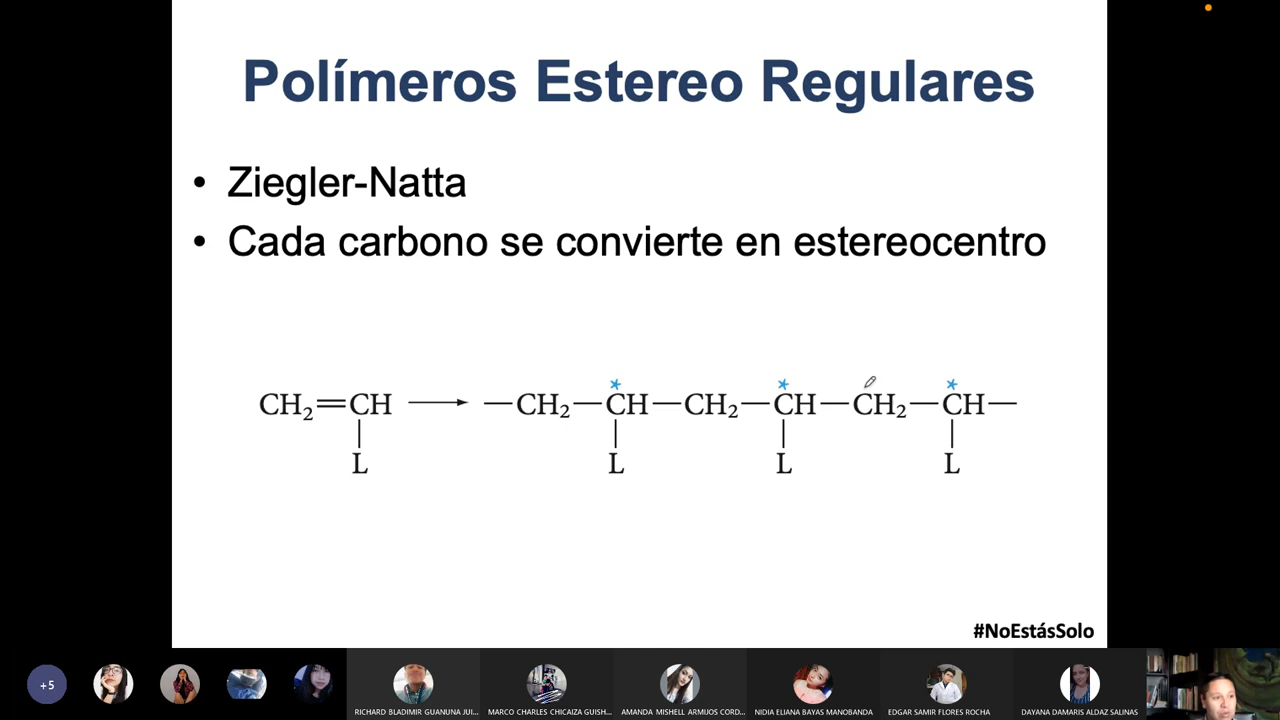 Polímeros Estereo Regulares
• Ziegler-Natta
• Cada carbono se convierte en estereocentro
* * *
CH₂=CH → —CH₂—CH—CH₂—CH—CH₂—CH—
L L L L
#NoEstásSolo
+5
RICHARD BLADIMIR GUANUNA JUI... MARCO CHARLES CHICAIZA GUISH... AMANDA MISHELL ARMIJOS CORD... NIDIA ELIANA BAYAS MANOBANDA EDGAR SAMIR FLORES ROCHA DAYANA DAMARIS ALDAZ SALINAS